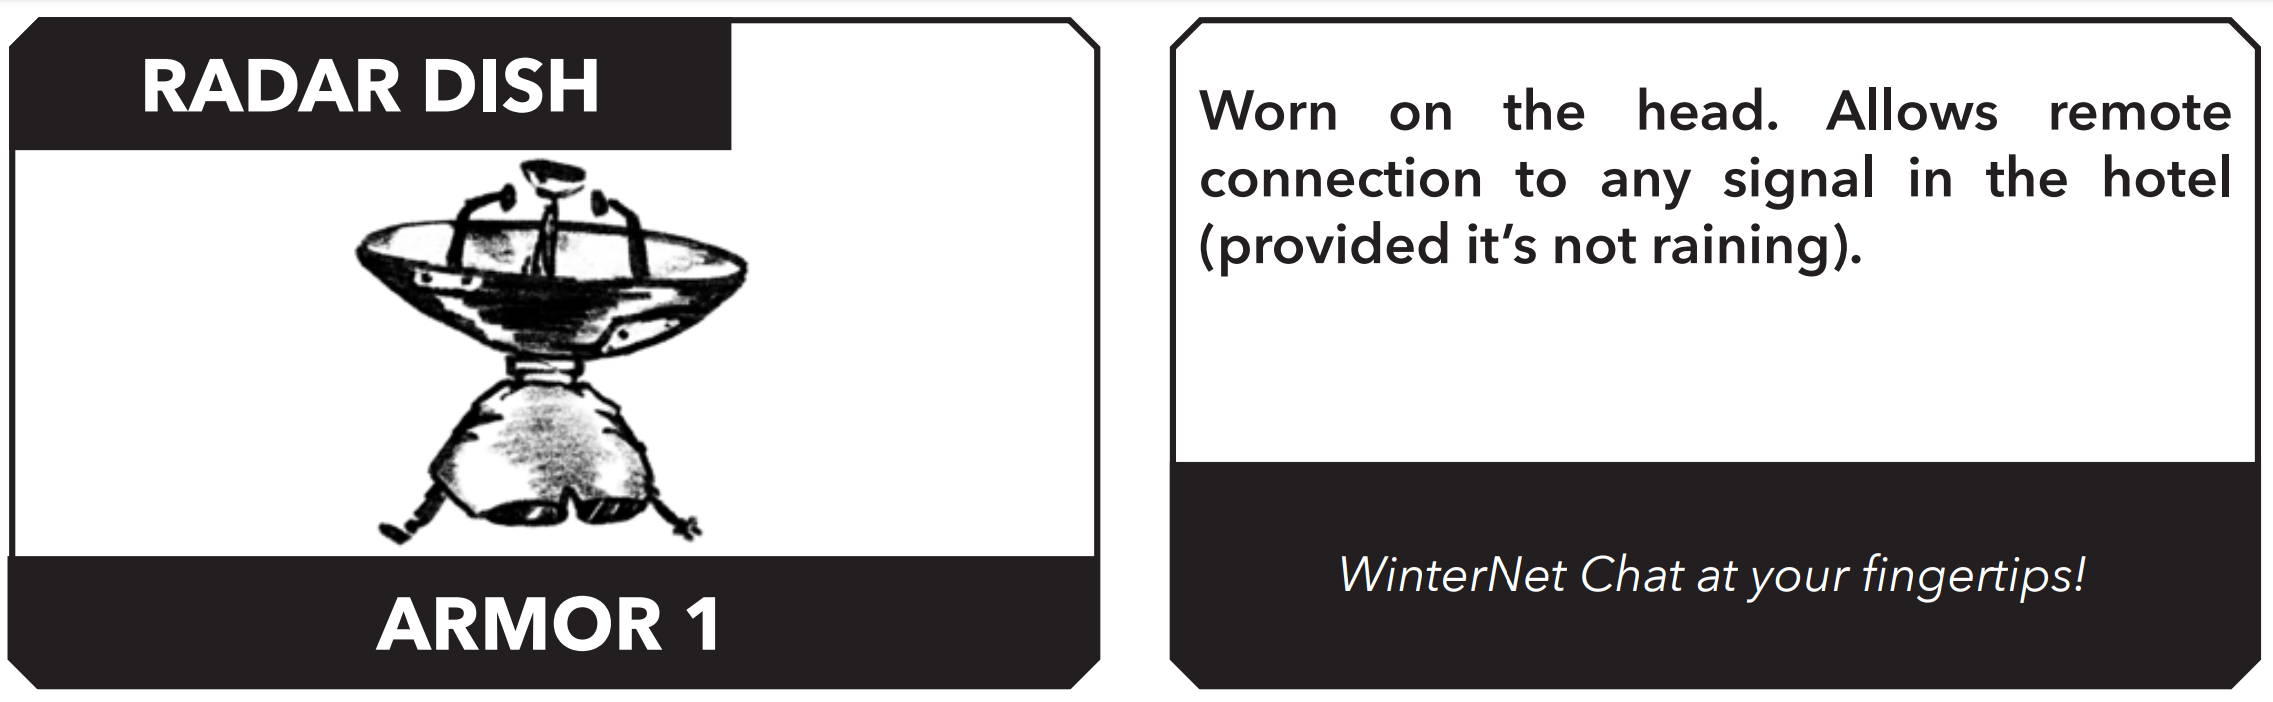 RADAR DISH
ARMOR 1
Worn on the head. Allows remote
connection to any signal in the hotel
(provided it’s not raining).
WinterNet Chat at your fingertips!